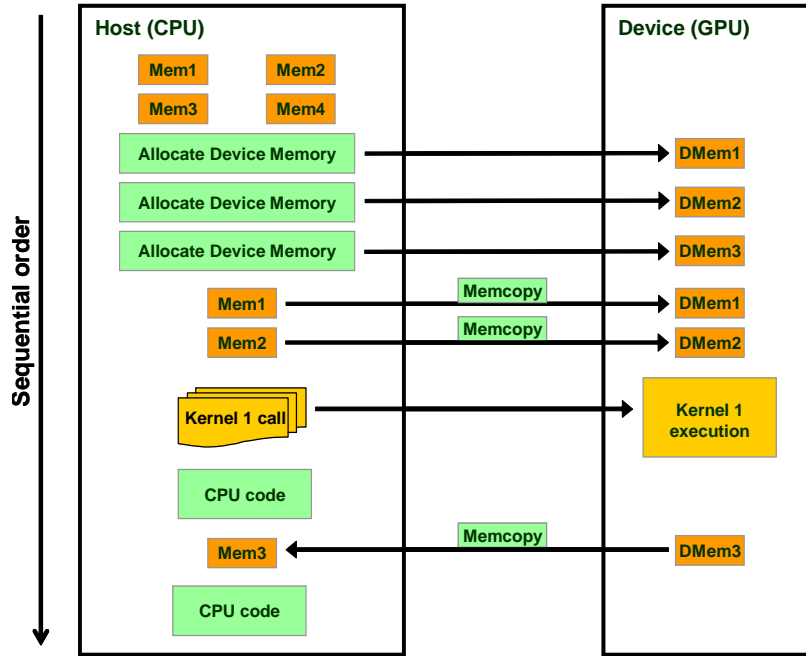 Host (CPU)
Device (GPU)
Mem1
Mem2
Mem3
Mem4
Allocate Device Memory
DMem1
Allocate Device Memory
DMem2
Allocate Device Memory
DMem3
Mem1
Memcopy
DMem1
Mem2
Memcopy
DMem2
Kernel 1 call
Kernel 1
execution
CPU code
Mem3
Memcopy
DMem3
CPU code
Sequential order